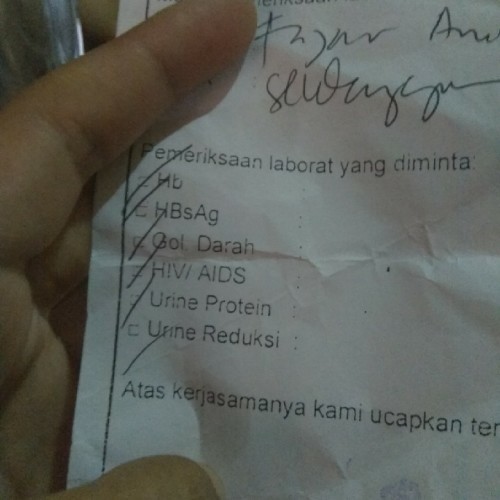 Pemeriksaan laborat yang diminta:
Hb
HBsAg
Gol. Darah :
HIV/ AIDS
Urine Protein :
Urine Reduksi :
Atas kerjasamanya kami ucapkan ter